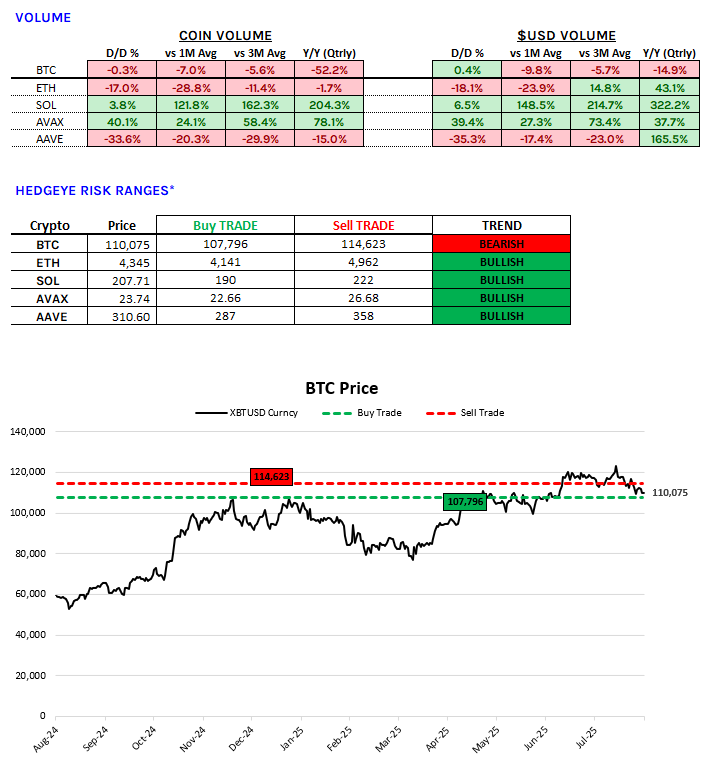 VOLUME
COIN VOLUME $USD VOLUME
D/D % vs 1M Avg vs 3M Avg Y/Y (Qtrly) D/D % vs 1M Avg vs 3M Avg Y/Y (Qtrly)
BTC -0.3% -7.0% -5.6% -52.2% 0.4% -9.8% -5.7% -14.9%
ETH -17.0% -28.8% -11.4% -1.7% -18.1% -23.9% 14.8% 43.1%
SOL 3.8% 121.8% 162.3% 204.3% 6.5% 148.5% 214.7% 322.2%
AVAX 40.1% 24.1% 58.4% 78.1% 39.4% 27.3% 73.4% 37.7%
AAVE -33.6% -20.3% -29.9% -15.0% -35.3% -17.4% -23.0% 165.5%
HEDGEYE RISK RANGES*
Crypto Price Buy TRADE Sell TRADE TREND
BTC 110,075 107,796 114,623 BEARISH
ETH 4,345 4,141 4,962 BULLISH
SOL 207.71 190 222 BULLISH
AVAX 23.74 22.66 26.68 BULLISH
AAVE 310.60 287 358 BULLISH
BTC Price
XBTUSD Curncy Buy Trade Sell Trade
140,000
120,000
114,623
107,796
110,075
100,000
80,000
60,000
40,000
20,000
0
Aug-24 Sep-24 Oct-24 Nov-24 Dec-24 Jan-25 Feb-25 Mar-25 Apr-25 May-25 Jun-25 Jul-25